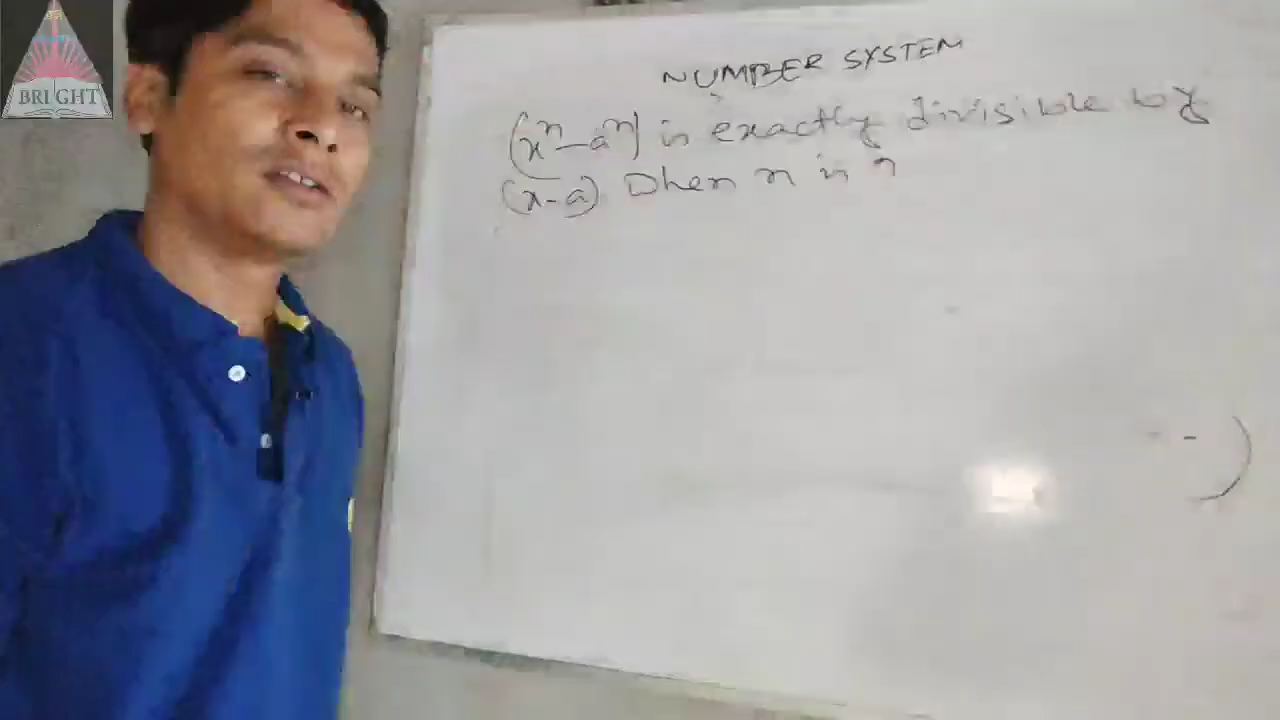 BRIGHT
NUMBER SYSTEM
(xⁿ-aⁿ) is exactly divisible by
(x-a). When n is ?